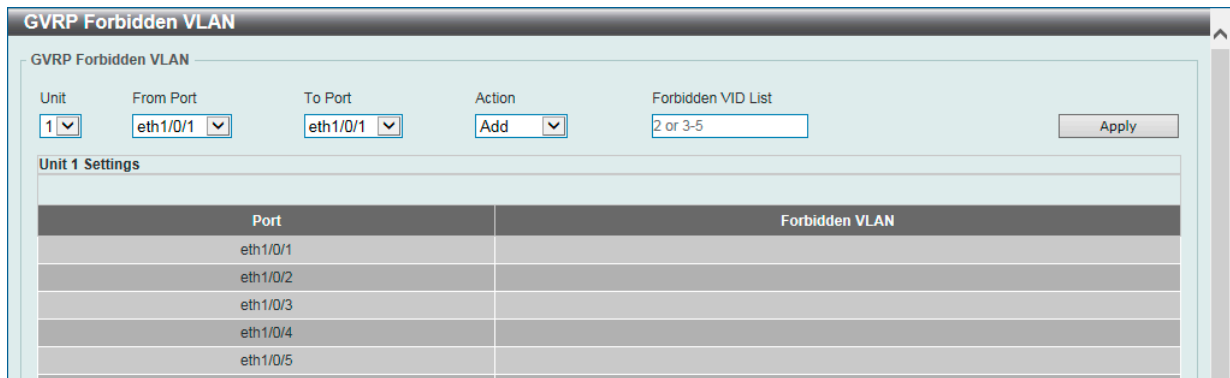 GVRP Forbidden VLAN
GVRP Forbidden VLAN
Unit From Port To Port Action Forbidden VID List
1 eth1/0/1 eth1/0/1 Add 2 or 3-5 Apply
Unit 1 Settings
Port Forbidden VLAN
eth1/0/1
eth1/0/2
eth1/0/3
eth1/0/4
eth1/0/5